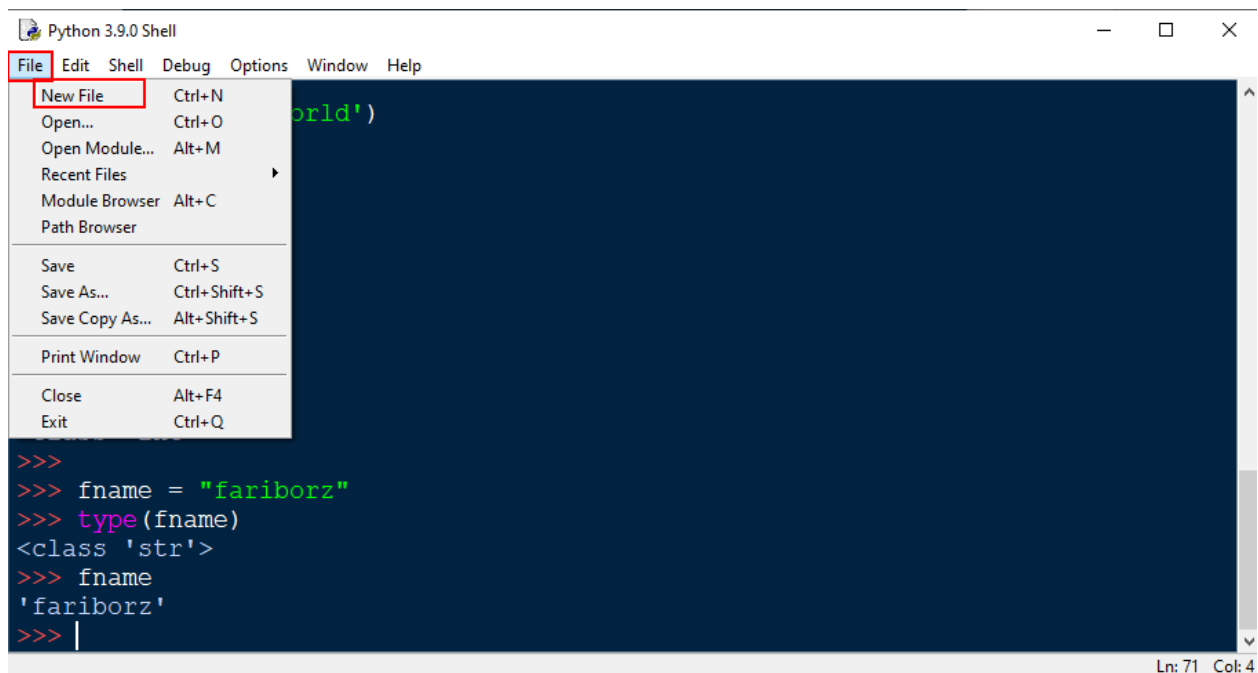 Python 3.9.0 Shell
File Edit Shell Debug Options Window Help
New File Ctrl+N
Open... Ctrl+O
Open Module... Alt+M
Recent Files
Module Browser Alt+C
Path Browser
Save Ctrl+S
Save As... Ctrl+Shift+S
Save Copy As... Alt+Shift+S
Print Window Ctrl+P
Close Alt+F4
Exit Ctrl+Q
orld')
>>>
>>> fname = "fariborz"
>>> type(fname)
<class 'str'>
>>> fname
'fariborz'
>>>
Ln: 71 Col: 4